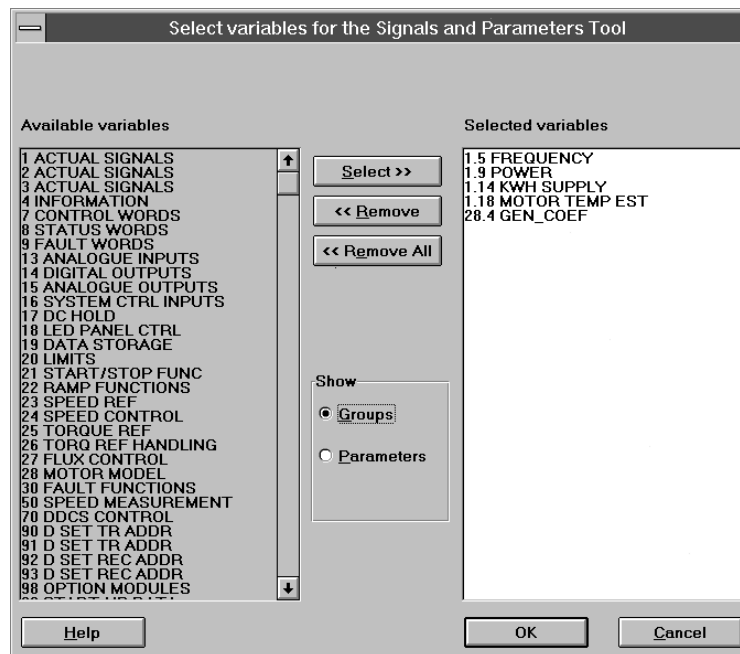 Select variables for the Signals and Parameters Tool
Available variables
1 ACTUAL SIGNALS
2 ACTUAL SIGNALS
3 ACTUAL SIGNALS
4 INFORMATION
7 CONTROL WORDS
8 STATUS WORDS
9 FAULT WORDS
13 ANALOGUE INPUTS
14 DIGITAL OUTPUTS
15 ANALOGUE OUTPUTS
16 SYSTEM CTRL INPUTS
17 DC HOLD
18 LED PANEL CTRL
19 DATA STORAGE
20 LIMITS
21 START/STOP FUNC
22 RAMP FUNCTIONS
23 SPEED REF
24 SPEED CONTROL
25 TORQUE REF
26 TORQ REF HANDLING
27 FLUX CONTROL
28 MOTOR MODEL
30 FAULT FUNCTIONS
50 SPEED MEASUREMENT
70 DDCS CONTROL
90 D SET TR ADDR
91 D SET TR ADDR
92 D SET REC ADDR
93 D SET REC ADDR
98 OPTION MODULES
Select >>
<< Remove
<< Remove All
Show
Groups
Parameters
Selected variables
1.5 FREQUENCY
1.9 POWER
1.14 KWH SUPPLY
1.18 MOTOR TEMP EST
28.4 GEN_COEF
Help
OK
Cancel